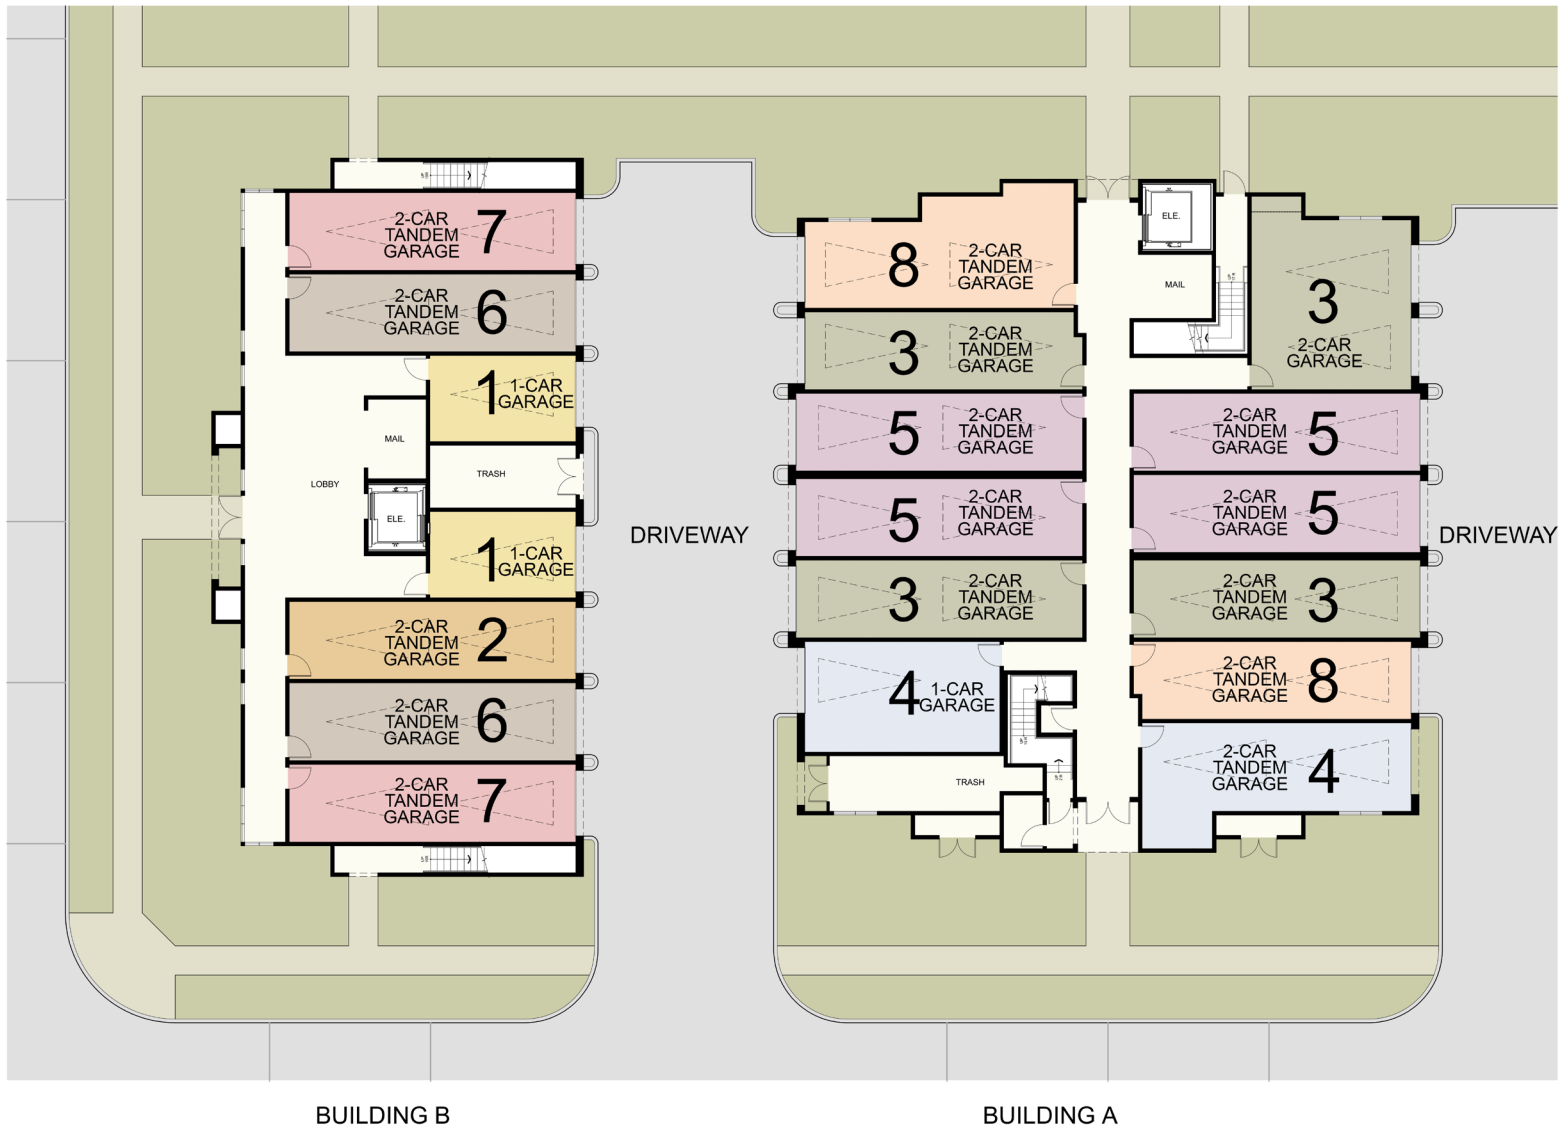 2-CAR
TANDEM
GARAGE
7
2-CAR
TANDEM
GARAGE
6
1
1-CAR
GARAGE
MAIL
TRASH
LOBBY
ELE.
1
1-CAR
GARAGE
2-CAR
TANDEM
GARAGE
2
2-CAR
TANDEM
GARAGE
6
2-CAR
TANDEM
GARAGE
7
DRIVEWAY
8
2-CAR
TANDEM
GARAGE
3
2-CAR
TANDEM
GARAGE
5
2-CAR
TANDEM
GARAGE
5
2-CAR
TANDEM
GARAGE
3
2-CAR
TANDEM
GARAGE
4
1-CAR
GARAGE
TRASH
ELE.
MAIL
3
2-CAR
GARAGE
2-CAR
TANDEM
GARAGE
5
2-CAR
TANDEM
GARAGE
5
2-CAR
TANDEM
GARAGE
3
2-CAR
TANDEM
GARAGE
8
2-CAR
TANDEM
GARAGE
4
DRIVEWAY
BUILDING B
BUILDING A